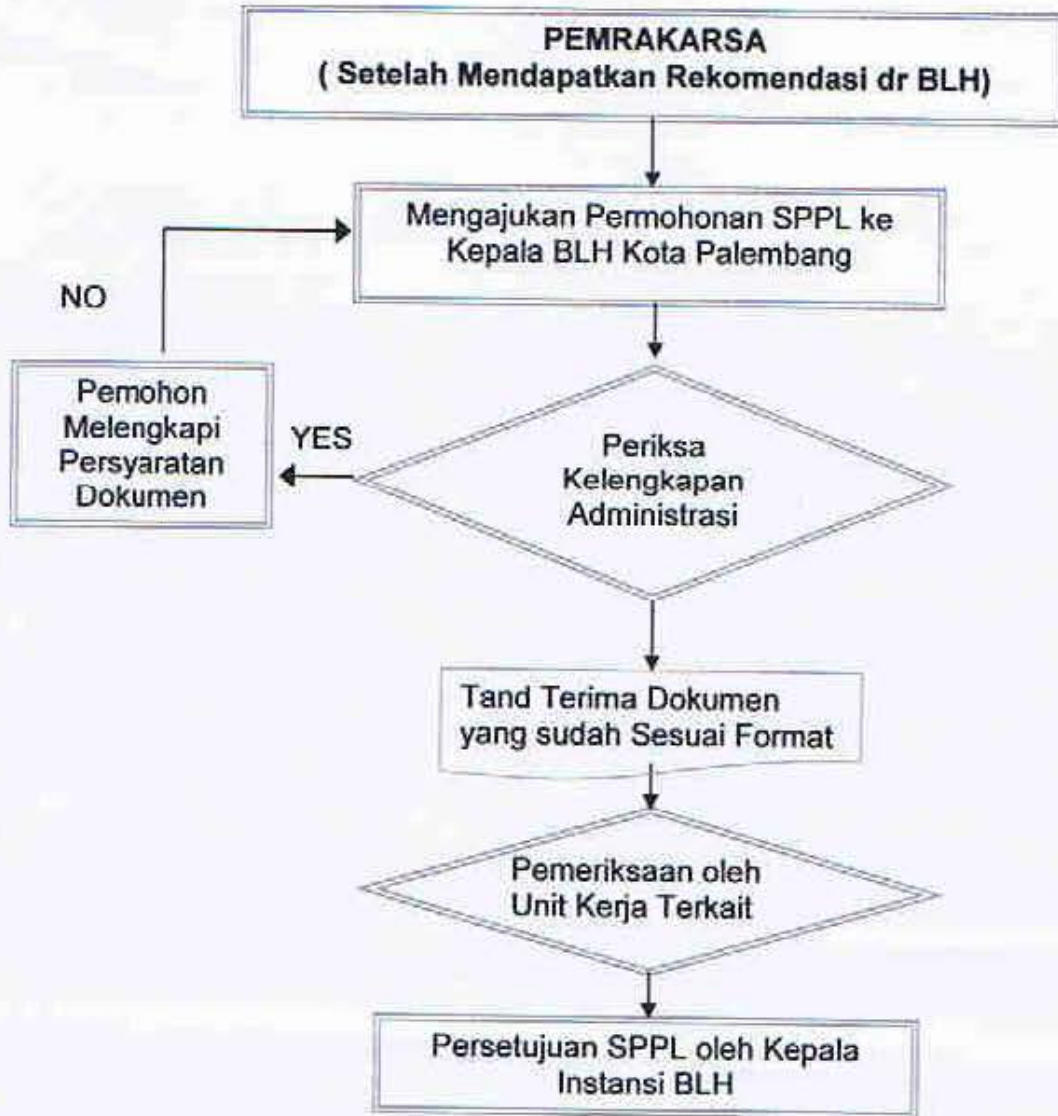 PEMRAKARSA
( Setelah Mendapatkan Rekomendasi dr BLH)
Mengajukan Permohonan SPPL ke
Kepala BLH Kota Palembang
NO
Pemohon
Melengkapi
Persyaratan
Dokumen
YES
Periksa
Kelengkapan
Administrasi
Tand Terima Dokumen
yang sudah Sesuai Format
Pemeriksaan oleh
Unit Kerja Terkait
Persetujuan SPPL oleh Kepala
Instansi BLH